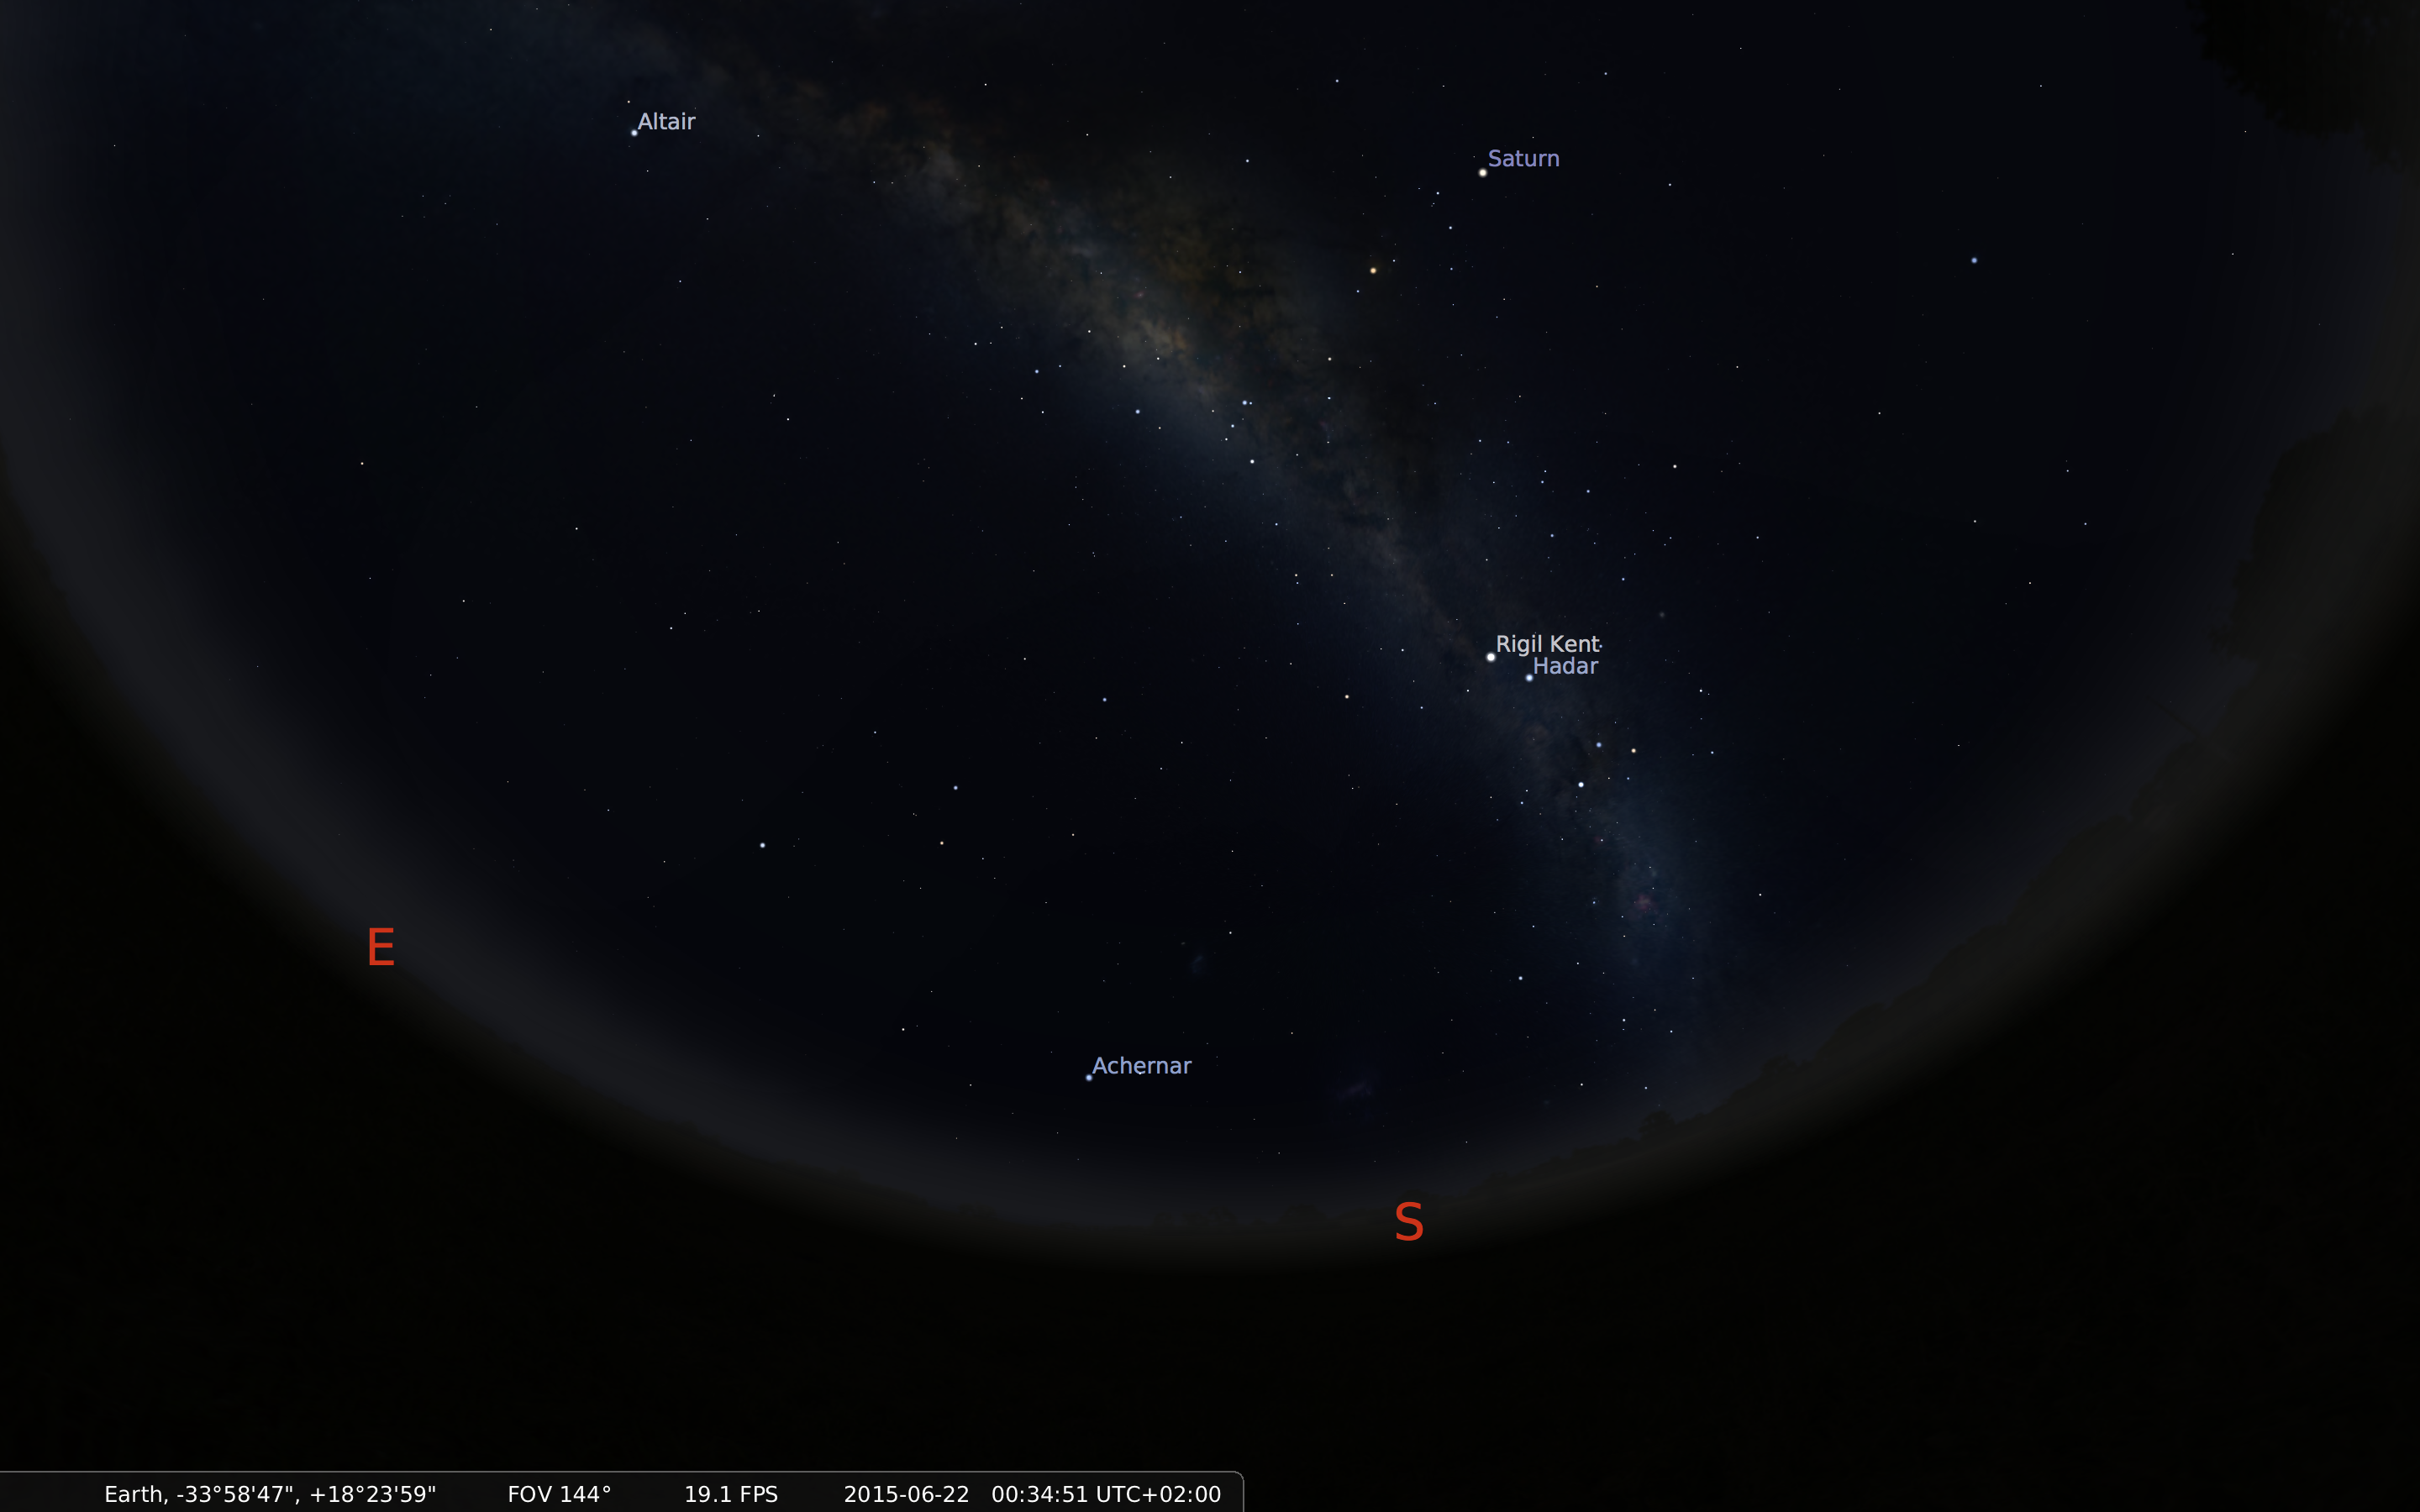 Altair
Saturn
Rigil Kent
Hadar
E
Achernar
S
Earth, -33°58'47", +18°23'59" FOV 144° 19.1 FPS 2015-06-22 00:34:51 UTC+02:00